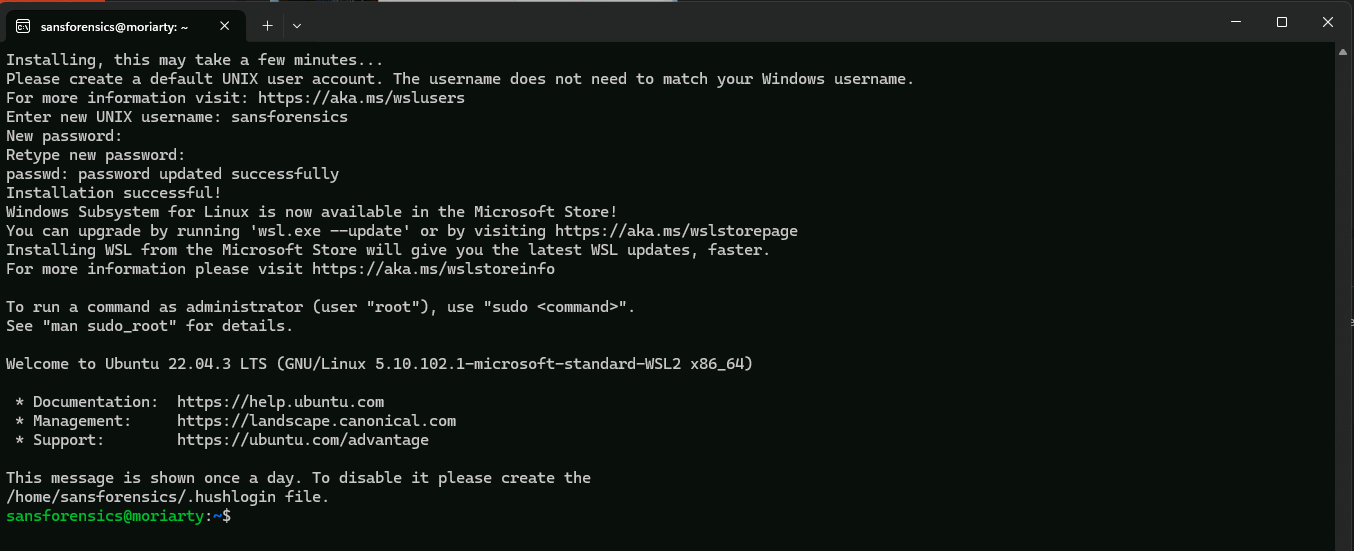 sansforensics@moriarty: ~
Installing, this may take a few minutes...
Please create a default UNIX user account. The username does not need to match your Windows username.
For more information visit: https://aka.ms/wslusers
Enter new UNIX username: sansforensics
New password:
Retype new password:
passwd: password updated successfully
Installation successful!
Windows Subsystem for Linux is now available in the Microsoft Store!
You can upgrade by running 'wsl.exe --update' or by visiting https://aka.ms/wslstorepage
Installing WSL from the Microsoft Store will give you the latest WSL updates, faster.
For more information please visit https://aka.ms/wslstoreinfo
To run a command as administrator (user "root"), use "sudo <command>".
See "man sudo_root" for details.
Welcome to Ubuntu 22.04.3 LTS (GNU/Linux 5.10.102.1-microsoft-standard-WSL2 x86_64)
* Documentation:  https://help.ubuntu.com
* Management:     https://landscape.canonical.com
* Support:        https://ubuntu.com/advantage
This message is shown once a day. To disable it please create the
/home/sansforensics/.hushlogin file.
sansforensics@moriarty:~$